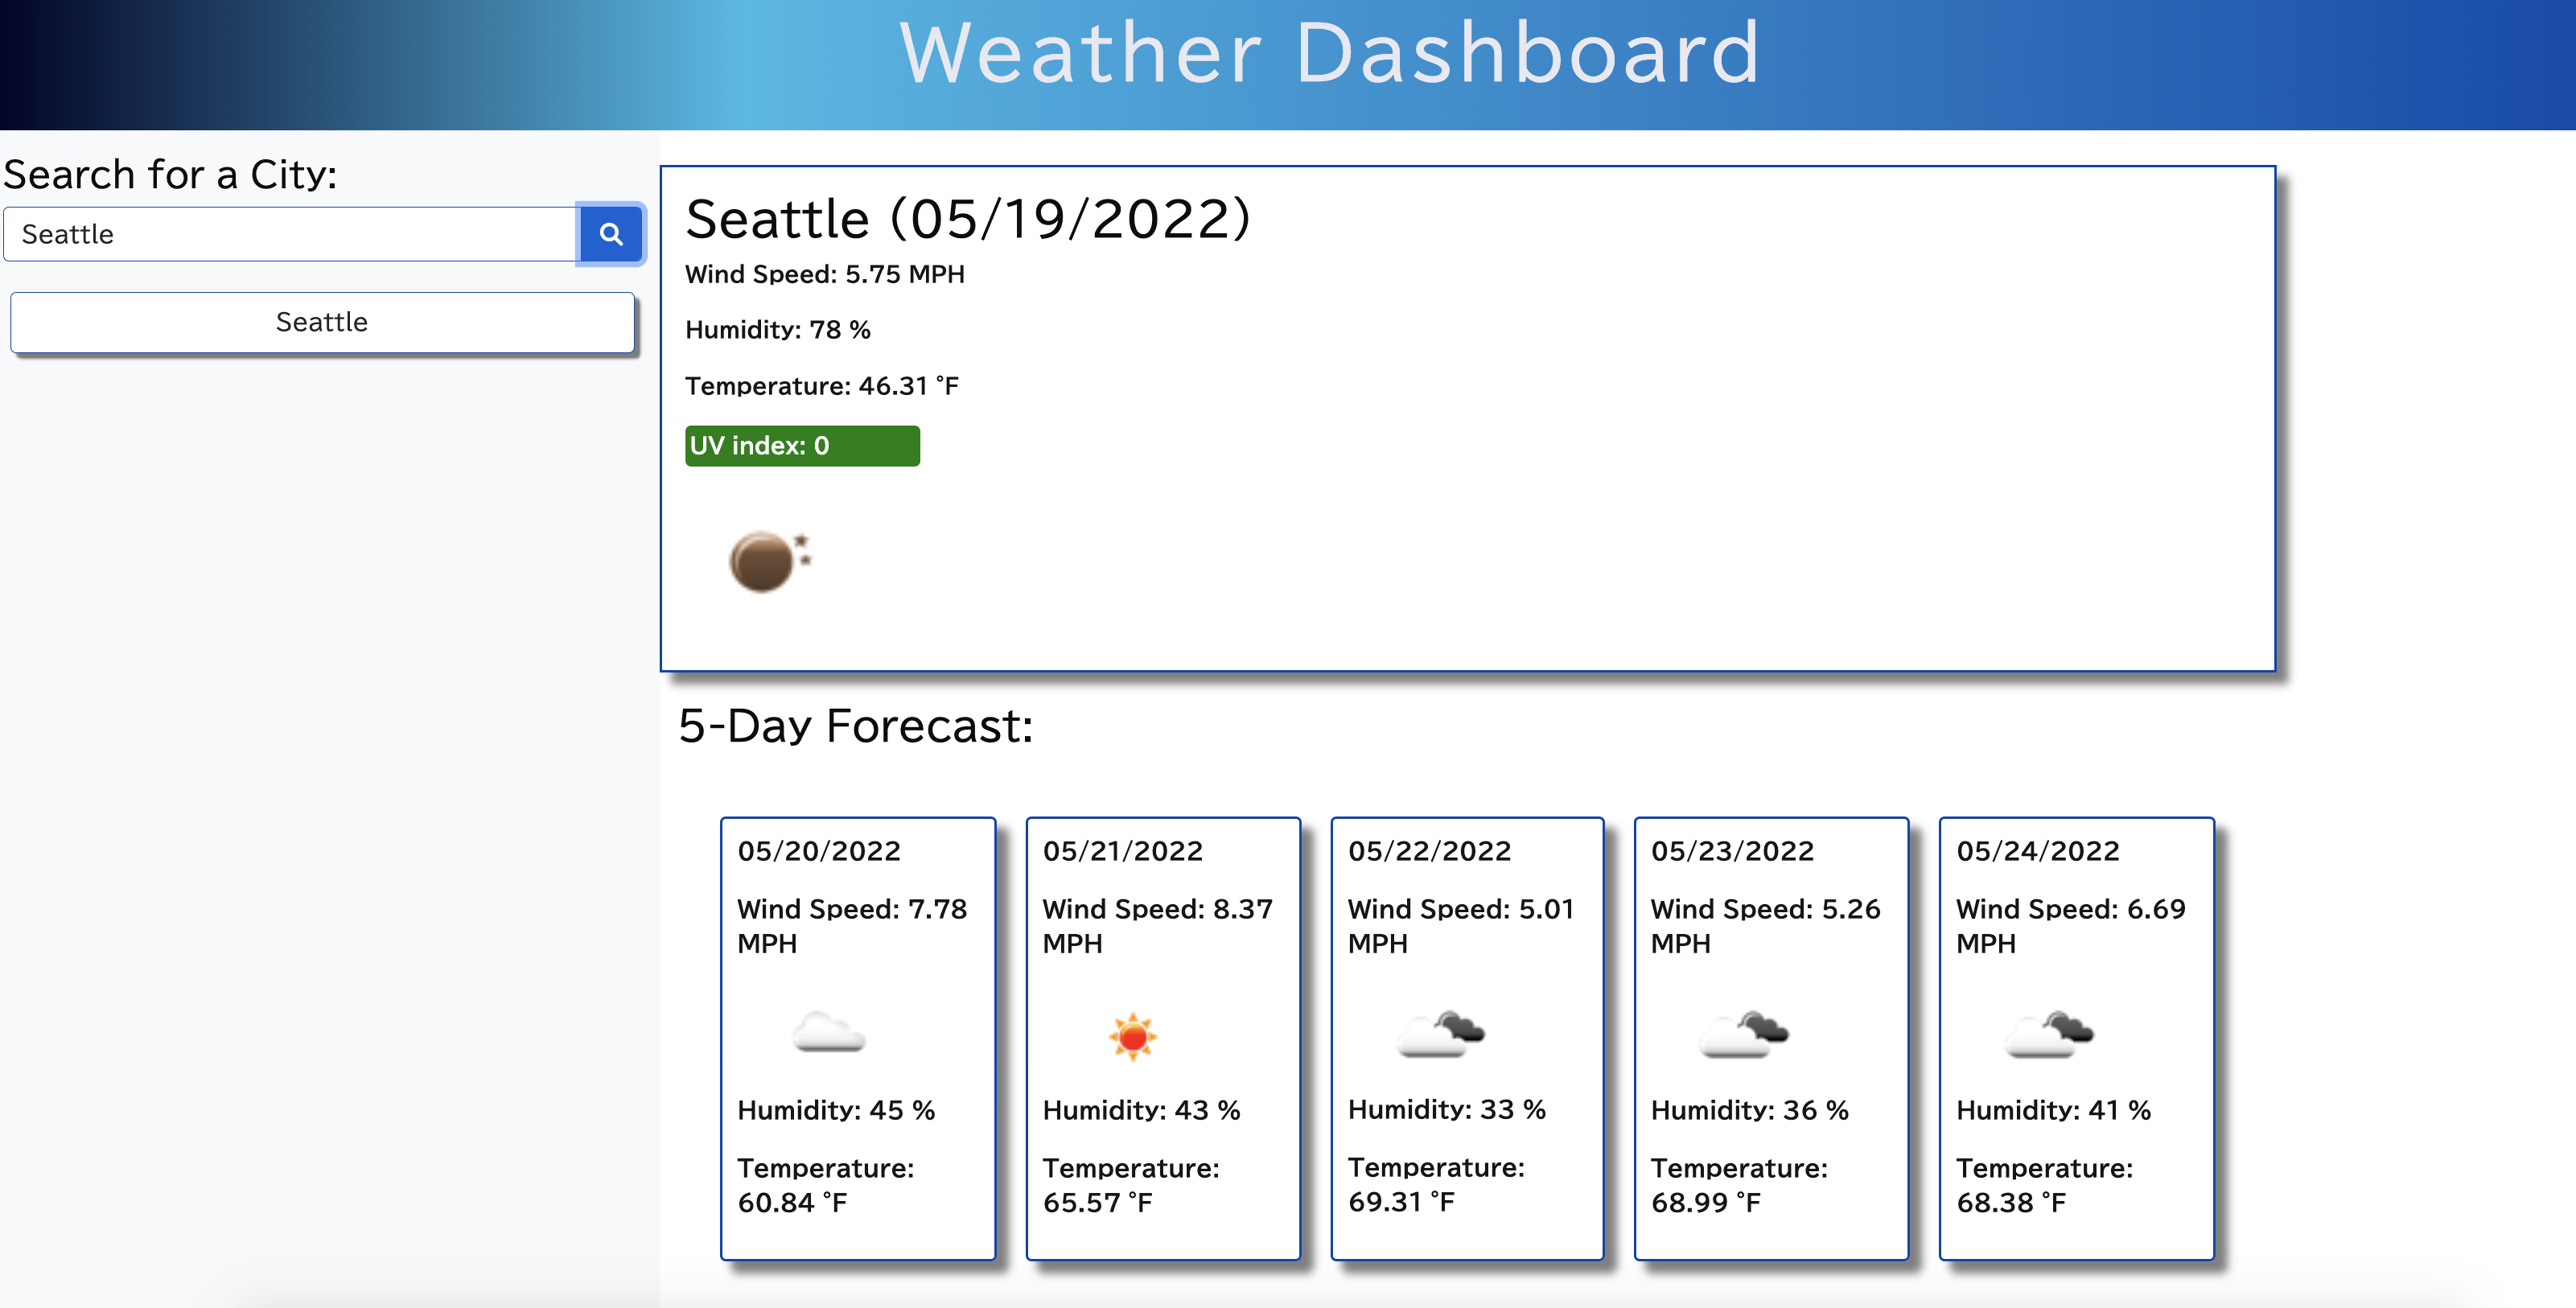 Weather Dashboard
Search for a City:
Seattle
Seattle
Seattle (05/19/2022)
Wind Speed: 5.75 MPH
Humidity: 78 %
Temperature: 46.31 °F
UV index: 0
5-Day Forecast:
05/20/2022
Wind Speed: 7.78
MPH
Humidity: 45 %
Temperature:
60.84 °F
05/21/2022
Wind Speed: 8.37
MPH
Humidity: 43 %
Temperature:
65.57 °F
05/22/2022
Wind Speed: 5.01
MPH
Humidity: 33 %
Temperature:
69.31 °F
05/23/2022
Wind Speed: 5.26
MPH
Humidity: 36 %
Temperature:
68.99 °F
05/24/2022
Wind Speed: 6.69
MPH
Humidity: 41 %
Temperature:
68.38 °F